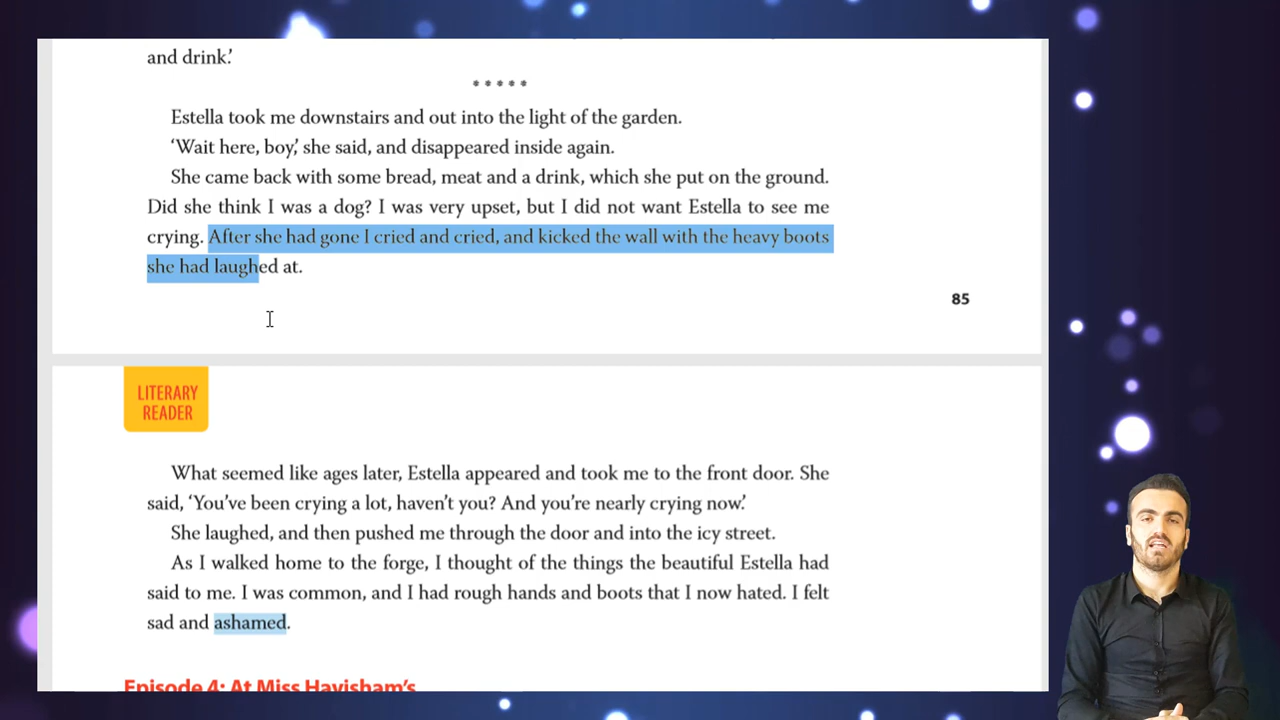 and drink.’
*****
Estella took me downstairs and out into the light of the garden.
‘Wait here, boy,’ she said, and disappeared inside again.
She came back with some bread, meat and a drink, which she put on the ground.
Did she think I was a dog? I was very upset, but I did not want Estella to see me
crying. After she had gone I cried and cried, and kicked the wall with the heavy boots
she had laughed at.
85
LITERARY
READER
What seemed like ages later, Estella appeared and took me to the front door. She
said, ‘You’ve been crying a lot, haven’t you? And you’re nearly crying now.’
She laughed, and then pushed me through the door and into the icy street.
As I walked home to the forge, I thought of the things the beautiful Estella had
said to me. I was common, and I had rough hands and boots that I now hated. I felt
sad and ashamed.
Episode 4: At Miss Havisham’s